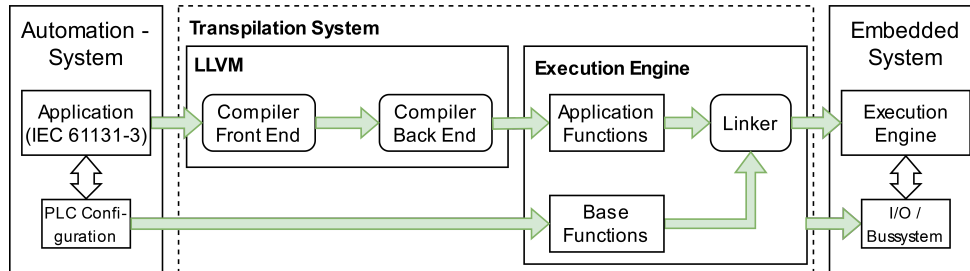 Automation -
System
Application
(IEC 61131-3)
PLC Confi-
guration
Transpilation System
LLVM
Compiler
Front End
Compiler
Back End
Execution Engine
Application
Functions
Linker
Base
Functions
Embedded
System
Execution
Engine
I/O /
Bussystem